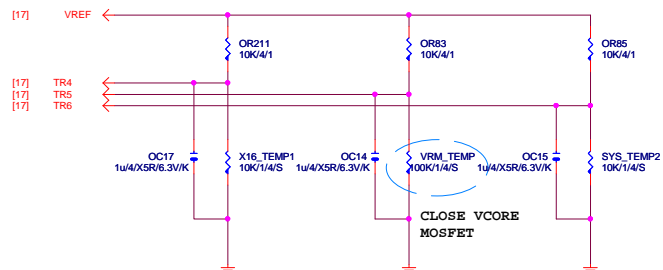 [17] VREF
OR211
10K/4/1
OR83
10K/4/1
OR85
10K/4/1
[17] TR4
[17] TR5
[17] TR6
OC17
1u/4/X5R/6.3V/K
X16_TEMP1
10K/1/4/S
OC14
1u/4/X5R/6.3V/K
VRM_TEMP
100K/1/4/S
OC15
1u/4/X5R/6.3V/K
SYS_TEMP2
10K/1/4/S
CLOSE VCORE
MOSFET